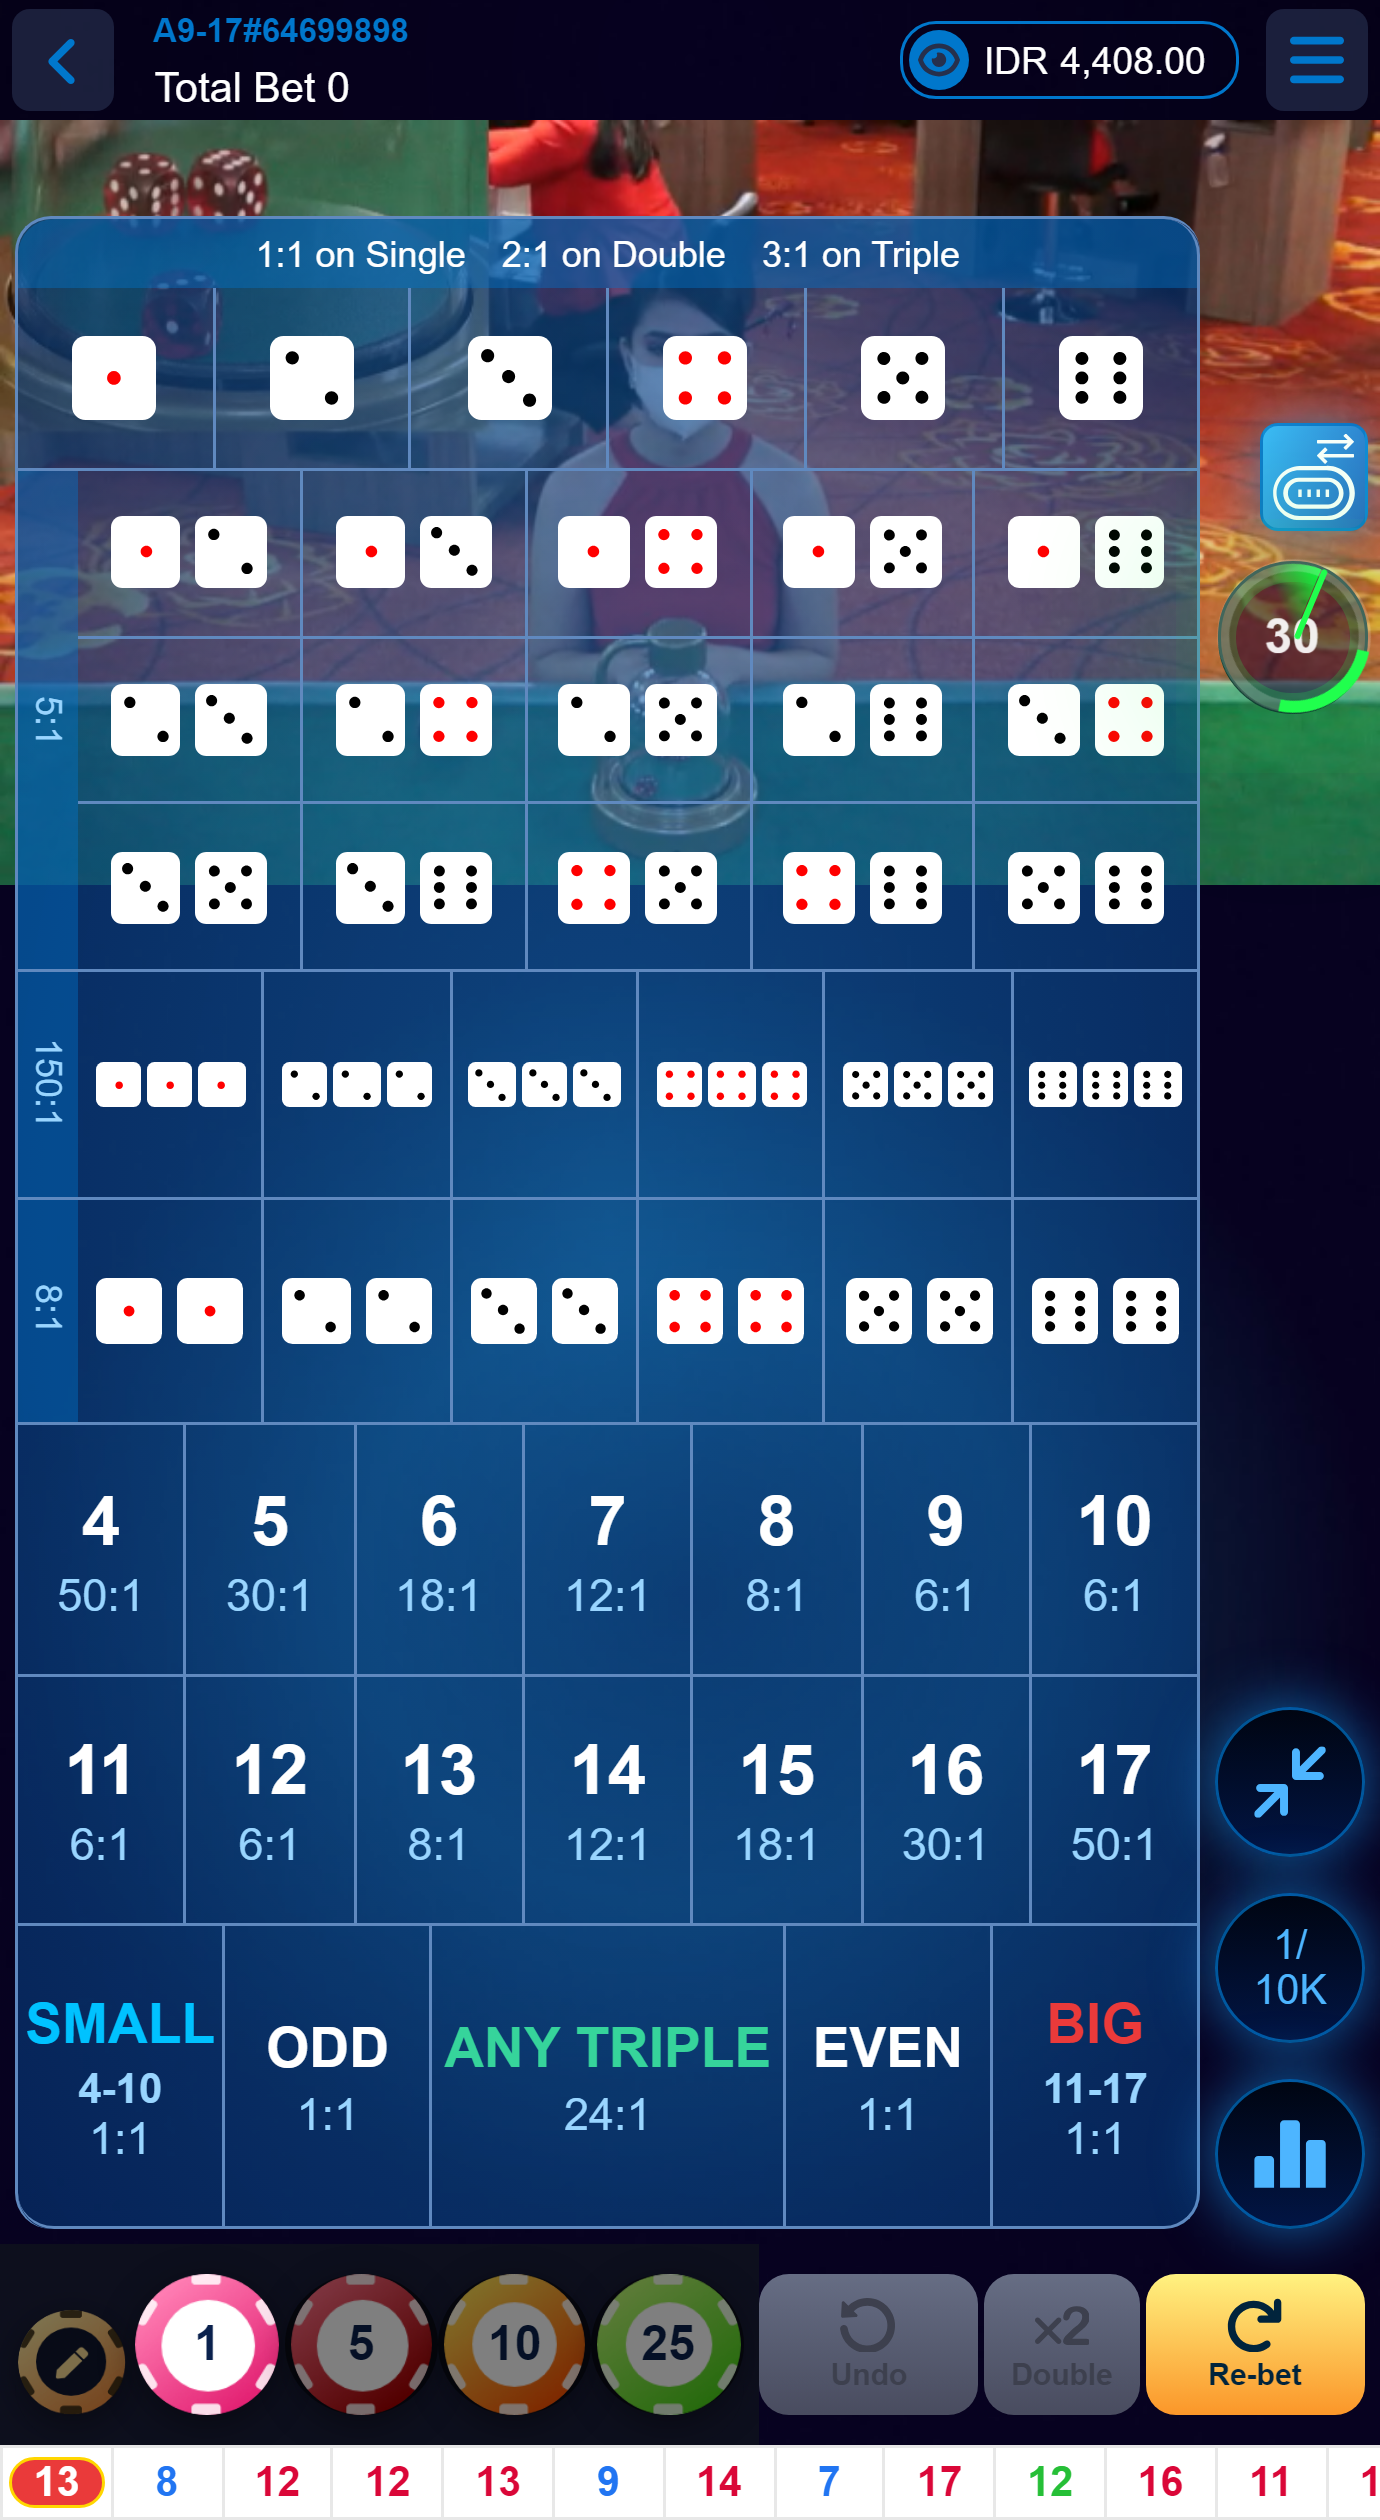 A9-17#64699898
Total Bet 0
IDR 4,408.00
1:1 on Single 2:1 on Double 3:1 on Triple
30
5:1
150:1
8:1
4 5 6 7 8 9 10
50:1 30:1 18:1 12:1 8:1 6:1 6:1
11 12 13 14 15 16 17
6:1 6:1 8:1 12:1 18:1 30:1 50:1
SMALL
4-10
1:1
ODD
1:1
ANY TRIPLE
24:1
EVEN
1:1
BIG
11-17
1:1
1/
10K
1 5 10 25
Undo
x2
Double
Re-bet
13 8 12 12 13 9 14 7 17 12 16 11